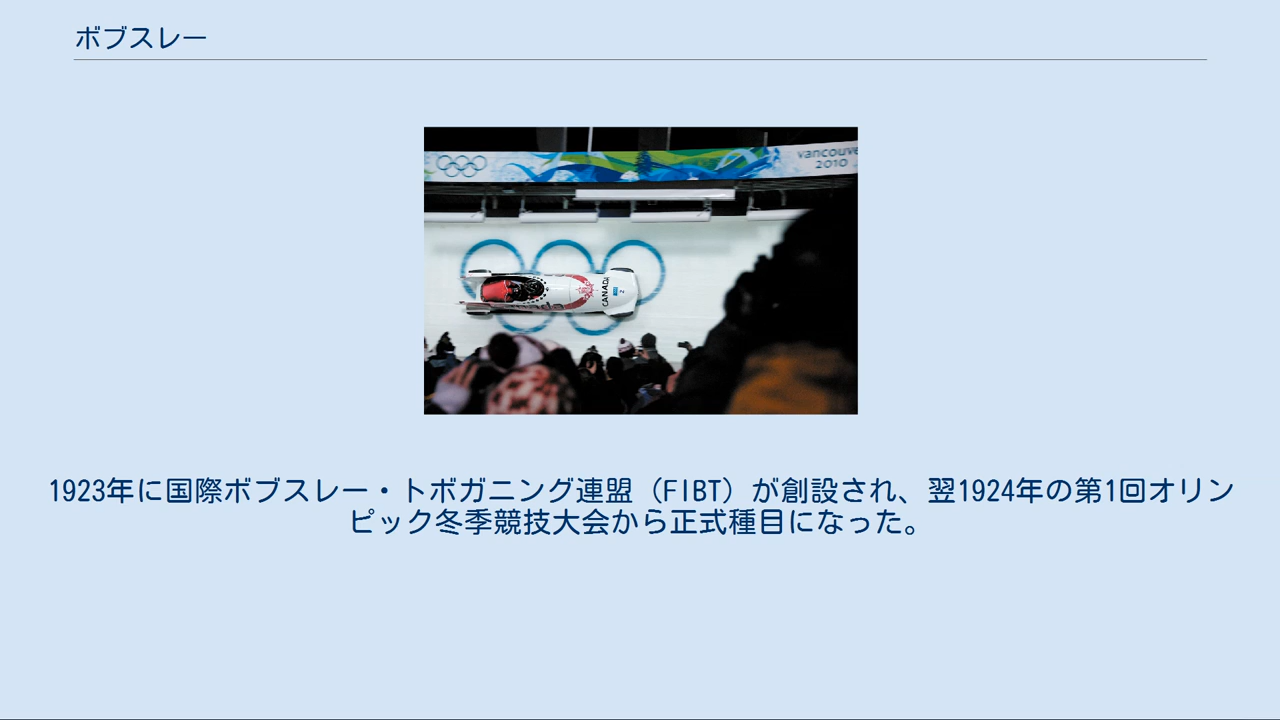 ボブスレー
vancouve
2010
CANADA
2
1923年に国際ボブスレー・トボガニング連盟（FIBT）が創設され、翌1924年の第1回オリン
ピック冬季競技大会から正式種目になった。